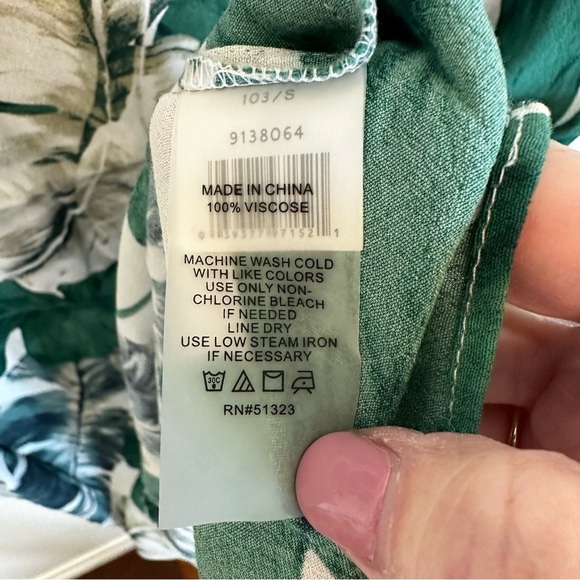 103/S
9138064
MADE IN CHINA
100% VISCOSE
MACHINE WASH COLD
WITH LIKE COLORS
USE ONLY NON-
CHLORINE BLEACH
IF NEEDED
LINE DRY
USE LOW STEAM IRON
IF NECESSARY
30C
RN#51323